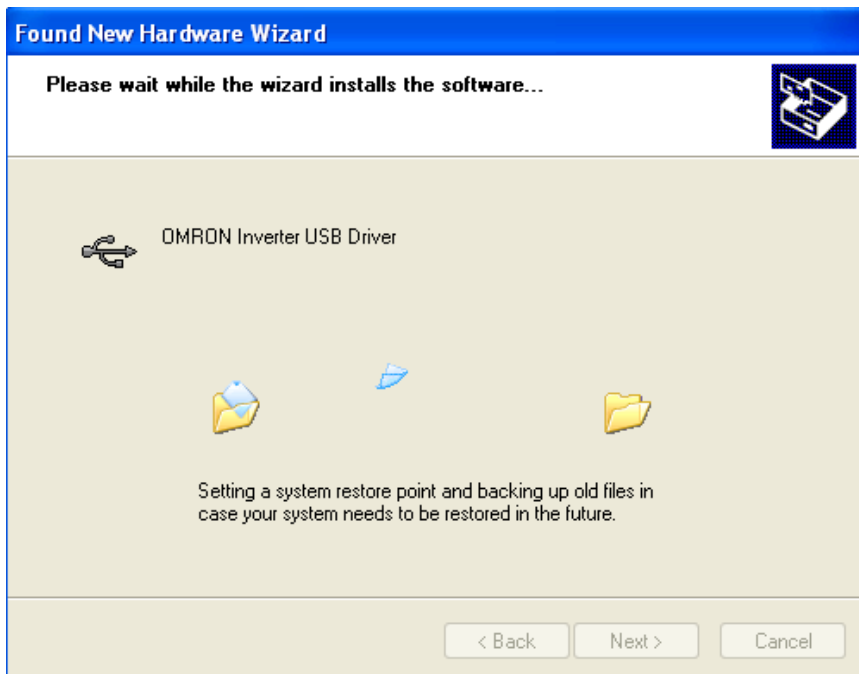 Found New Hardware Wizard
Please wait while the wizard installs the software...
OMRON Inverter USB Driver
Setting a system restore point and backing up old files in
case your system needs to be restored in the future.
< Back Next > Cancel